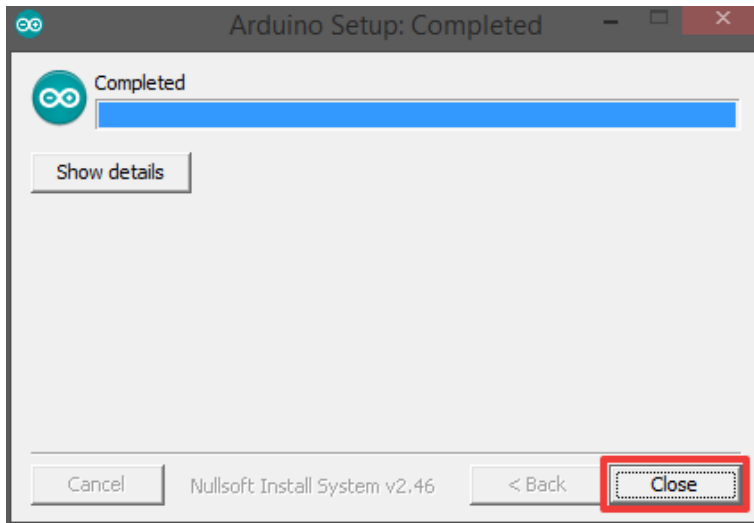 Arduino Setup: Completed
Completed
Show details
Cancel Nullsoft Install System v2.46 < Back Close